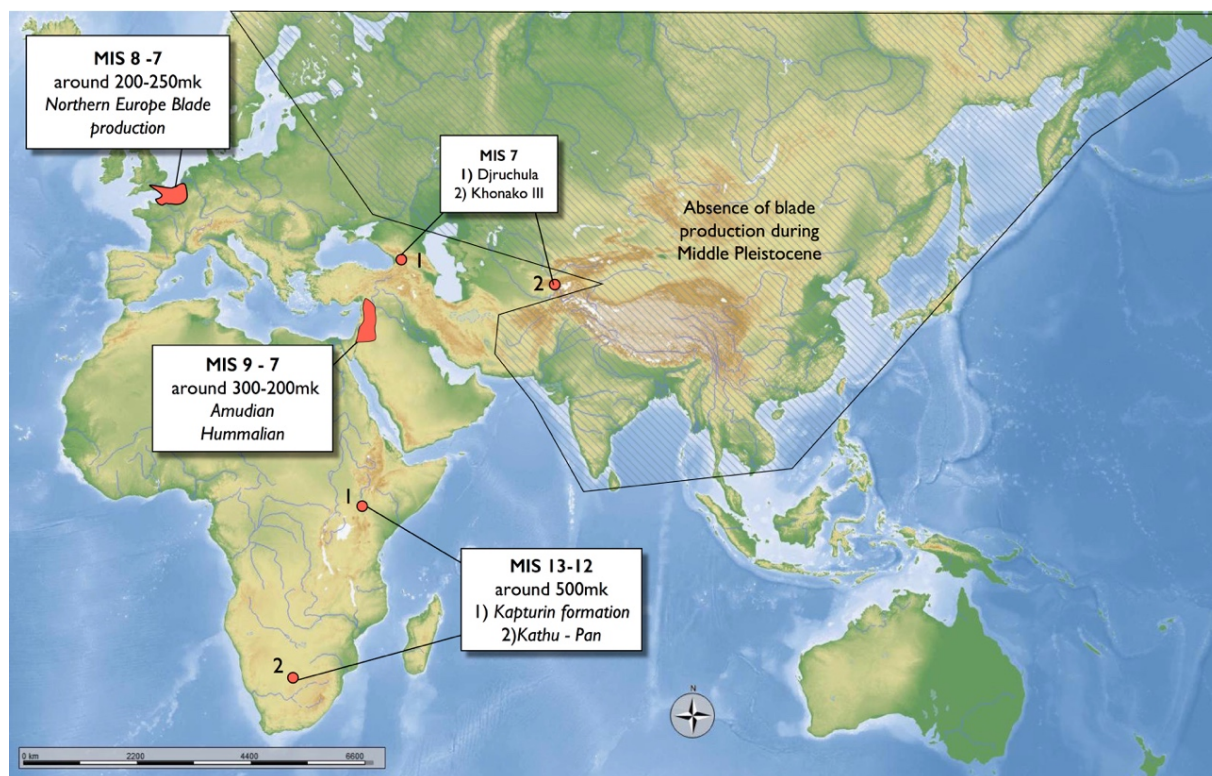 MIS 8 -7
around 200-250mk
Northern Europe Blade
production
MIS 7
1) Djruchula
2) Khonako III
Absence of blade
production during
Middle Pleistocene
1
2
MIS 9 - 7
around 300-200mk
Amudian
Hummalian
1
MIS 13-12
around 500mk
1) Kapturin formation
2)Kathu - Pan
2
N
0 km
2200
4400
6600